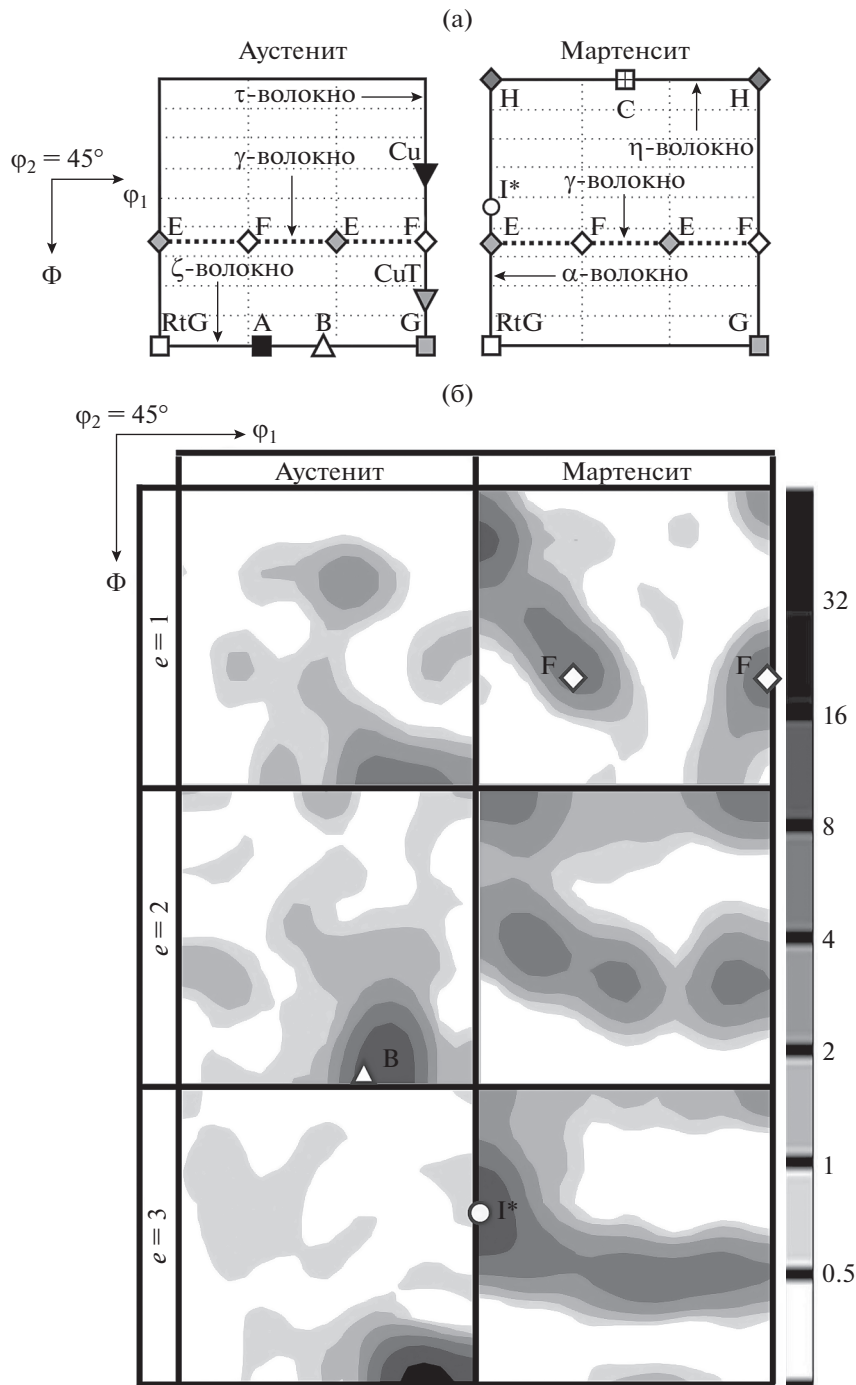 (а)
Аустенит
Мартенсит
τ-волокно
H
C
H
φ₂ = 45°
φ₁
Φ
γ-волокно
Cu
η-волокно
γ-волокно
I*
E
F
E
F
E
F
E
F
ζ-волокно
CuT
α-волокно
RtG
A
B
G
RtG
G
(б)
φ₂ = 45°
φ₁
Φ
Аустенит
Мартенсит
e = 1
F
F
e = 2
B
e = 3
I*
32
16
8
4
2
1
0.5